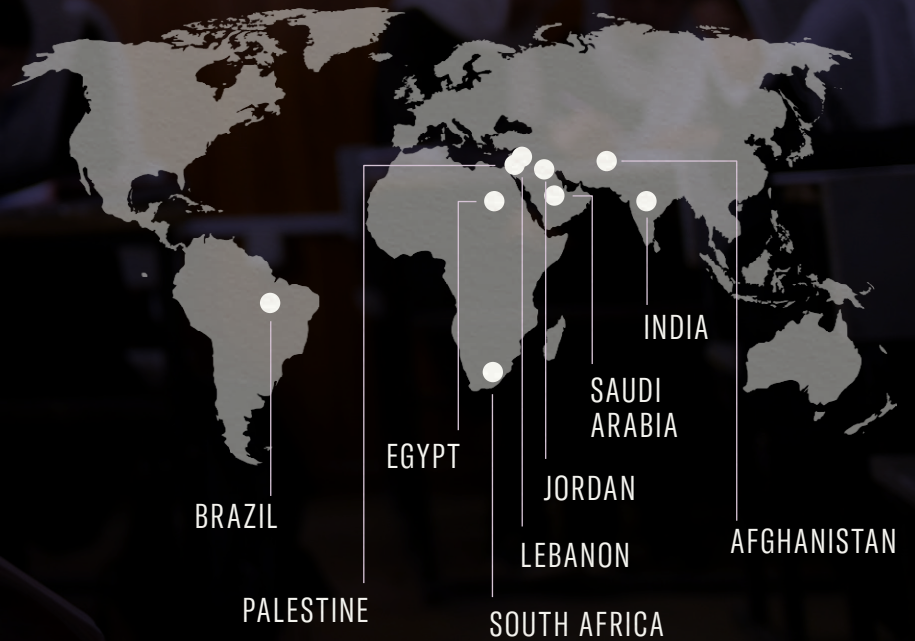 INDIA
SAUDI
ARABIA
EGYPT
JORDAN
BRAZIL
AFGHANISTAN
LEBANON
PALESTINE
SOUTH AFRICA